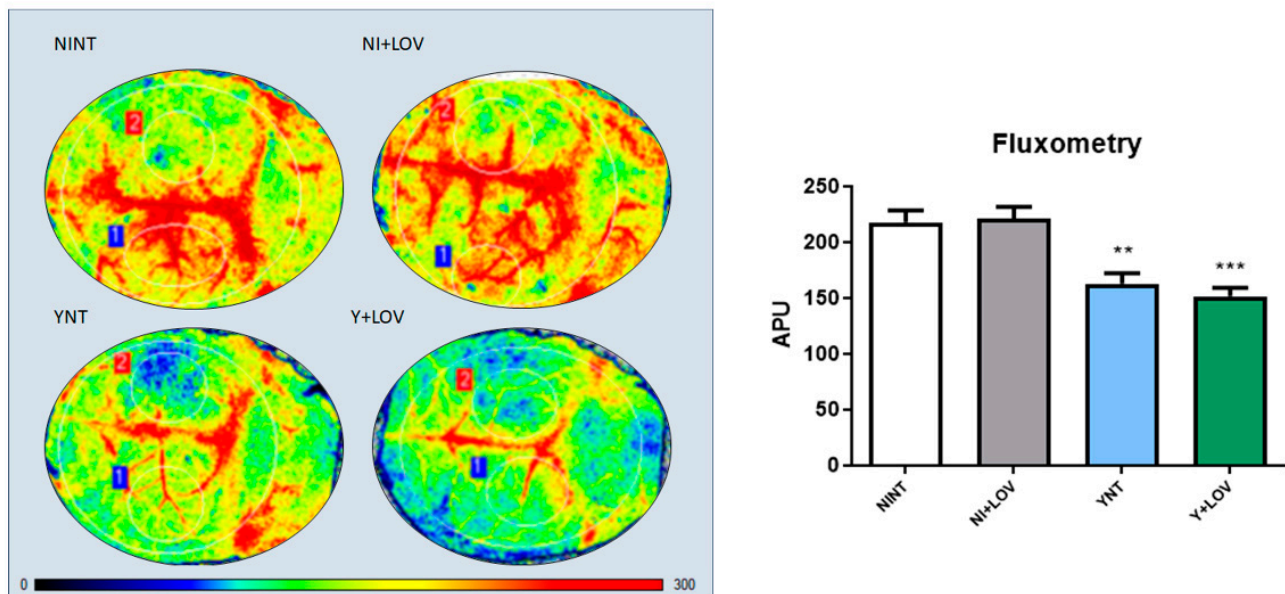 NINT
NI+LOV
2
2
1
1
YNT
Y+LOV
2
2
1
1
0
300
Fluxometry
250
200
150
100
50
0
APU
**
***
NINT
NI+LOV
YNT
Y+LOV